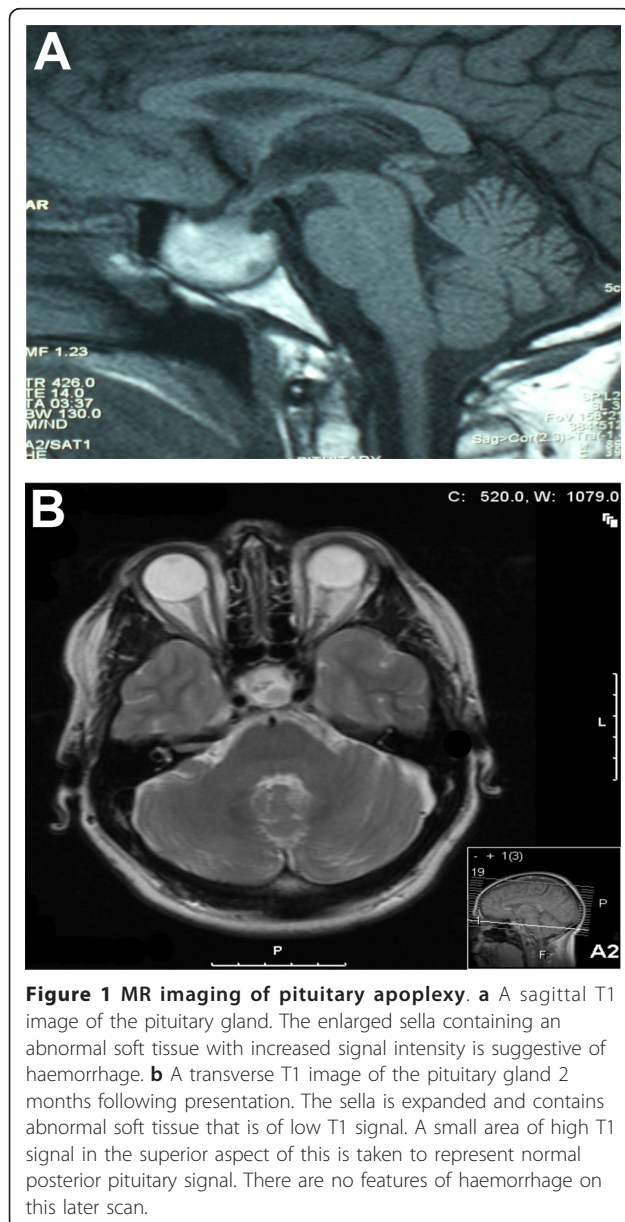 A
AR
MF 1.23
TR 426.0
TE 14.0
TA 03:37
BW 130.0
M/ND
A2/SAT1
5c
384*512
B
C: 520.0, W: 1079.0
L
P
- + 1(3)
19
P
F
A2
Figure 1 MR imaging of pituitary apoplexy. a A sagittal T1
image of the pituitary gland. The enlarged sella containing an
abnormal soft tissue with increased signal intensity is suggestive of
haemorrhage. b A transverse T1 image of the pituitary gland 2
months following presentation. The sella is expanded and contains
abnormal soft tissue that is of low T1 signal. A small area of high T1
signal in the superior aspect of this is taken to represent normal
posterior pituitary signal. There are no features of haemorrhage on
this later scan.